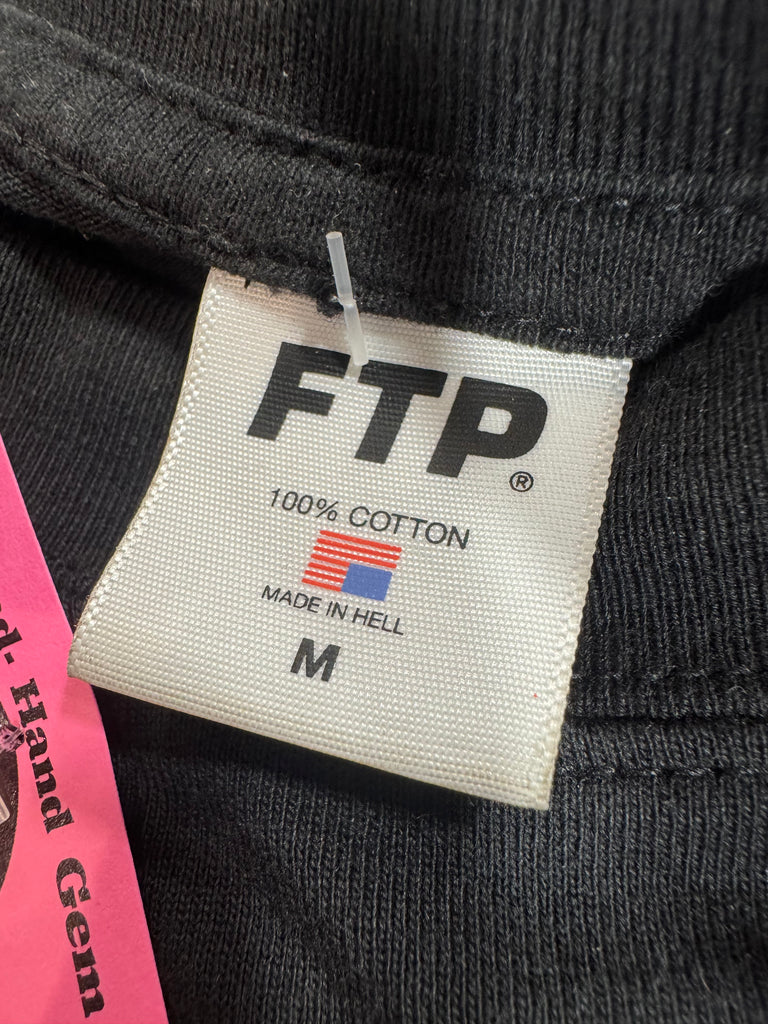 FTP®
100% COTTON
MADE IN HELL
M
Hand Gem